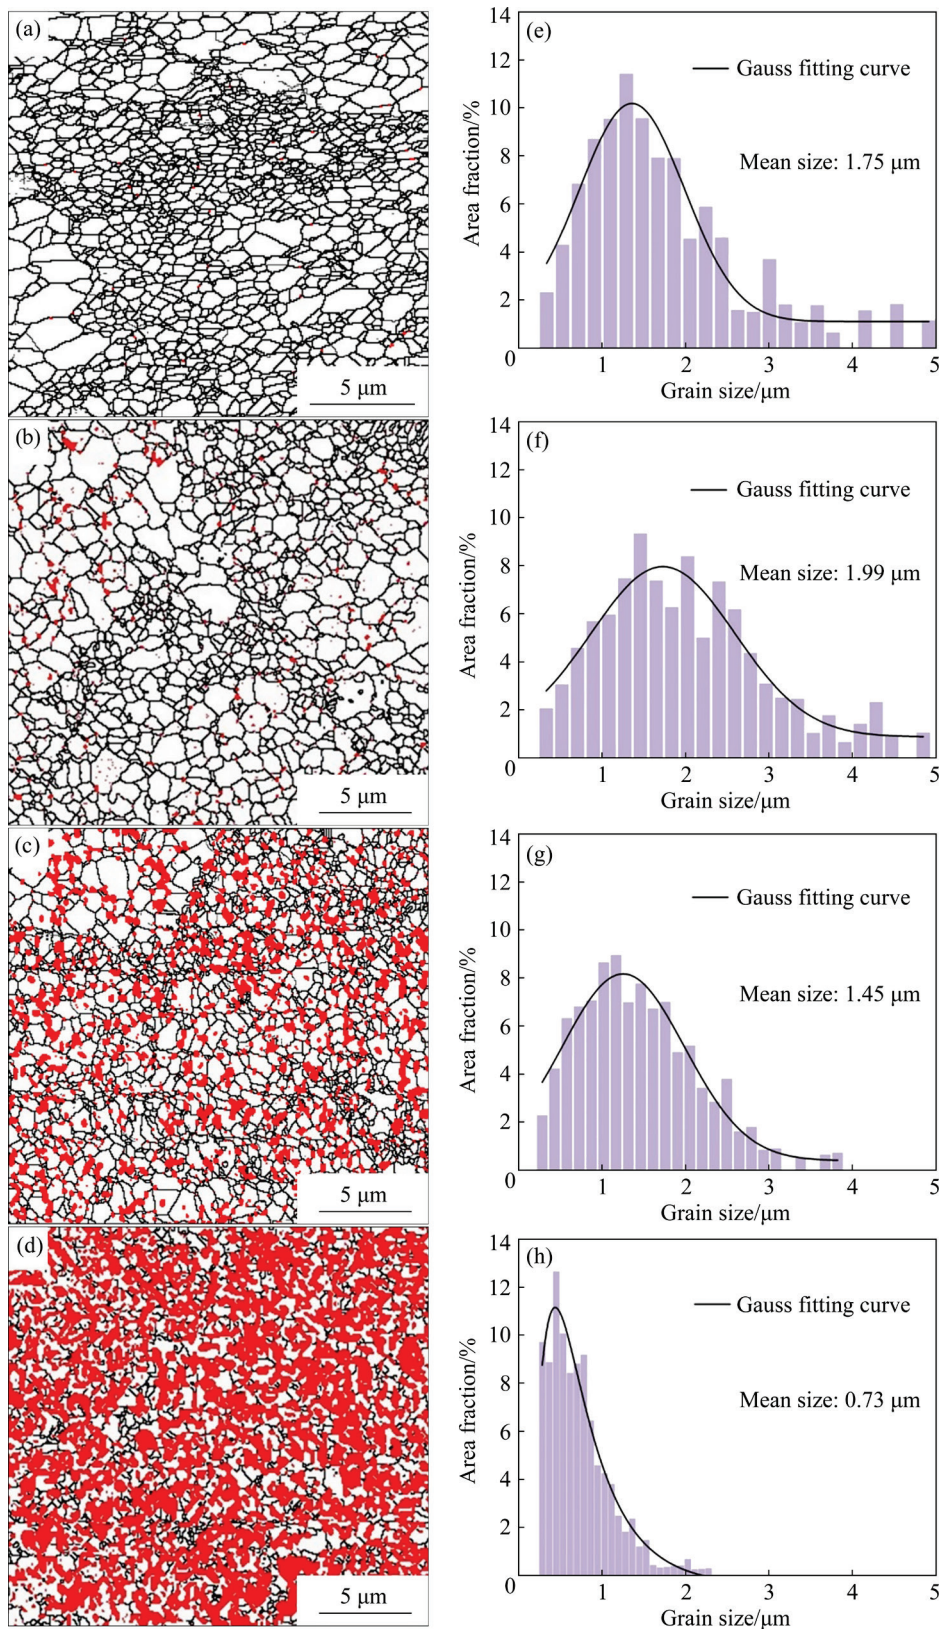 (a)
5 μm
(e)
14
12
10
8
6
4
2
0
Area fraction/%
Gauss fitting curve
Mean size: 1.75 μm
1 2 3 4 5
Grain size/μm
(b)
5 μm
(f)
14
12
10
8
6
4
2
0
Area fraction/%
Gauss fitting curve
Mean size: 1.99 μm
1 2 3 4 5
Grain size/μm
(c)
5 μm
(g)
14
12
10
8
6
4
2
0
Area fraction/%
Gauss fitting curve
Mean size: 1.45 μm
1 2 3 4 5
Grain size/μm
(d)
5 μm
(h)
14
12
10
8
6
4
2
0
Area fraction/%
Gauss fitting curve
Mean size: 0.73 μm
1 2 3 4 5
Grain size/μm